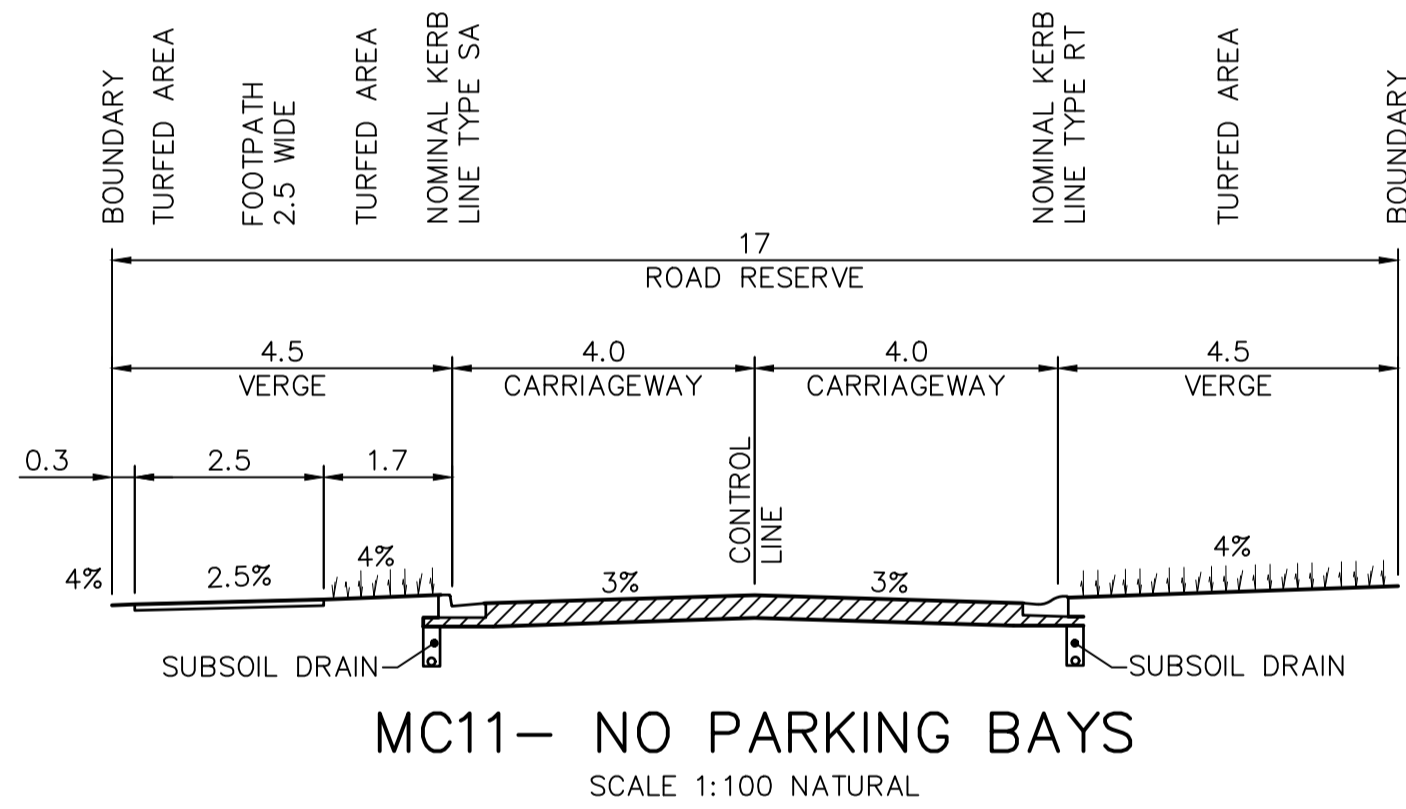 BOUNDARY
TURFED AREA
FOOTPATH
2.5 WIDE
TURFED AREA
NOMINAL KERB
LINE TYPE SA
NOMINAL KERB
LINE TYPE RT
TURFED AREA
BOUNDARY
17
ROAD RESERVE
4.5
VERGE
4.0
CARRIAGEWAY
4.0
CARRIAGEWAY
4.5
VERGE
0.3
2.5
1.7
CONTROL
LINE
4%
2.5%
4%
3%
3%
4%
SUBSOIL DRAIN
SUBSOIL DRAIN
MC11- NO PARKING BAYS
SCALE 1:100 NATURAL